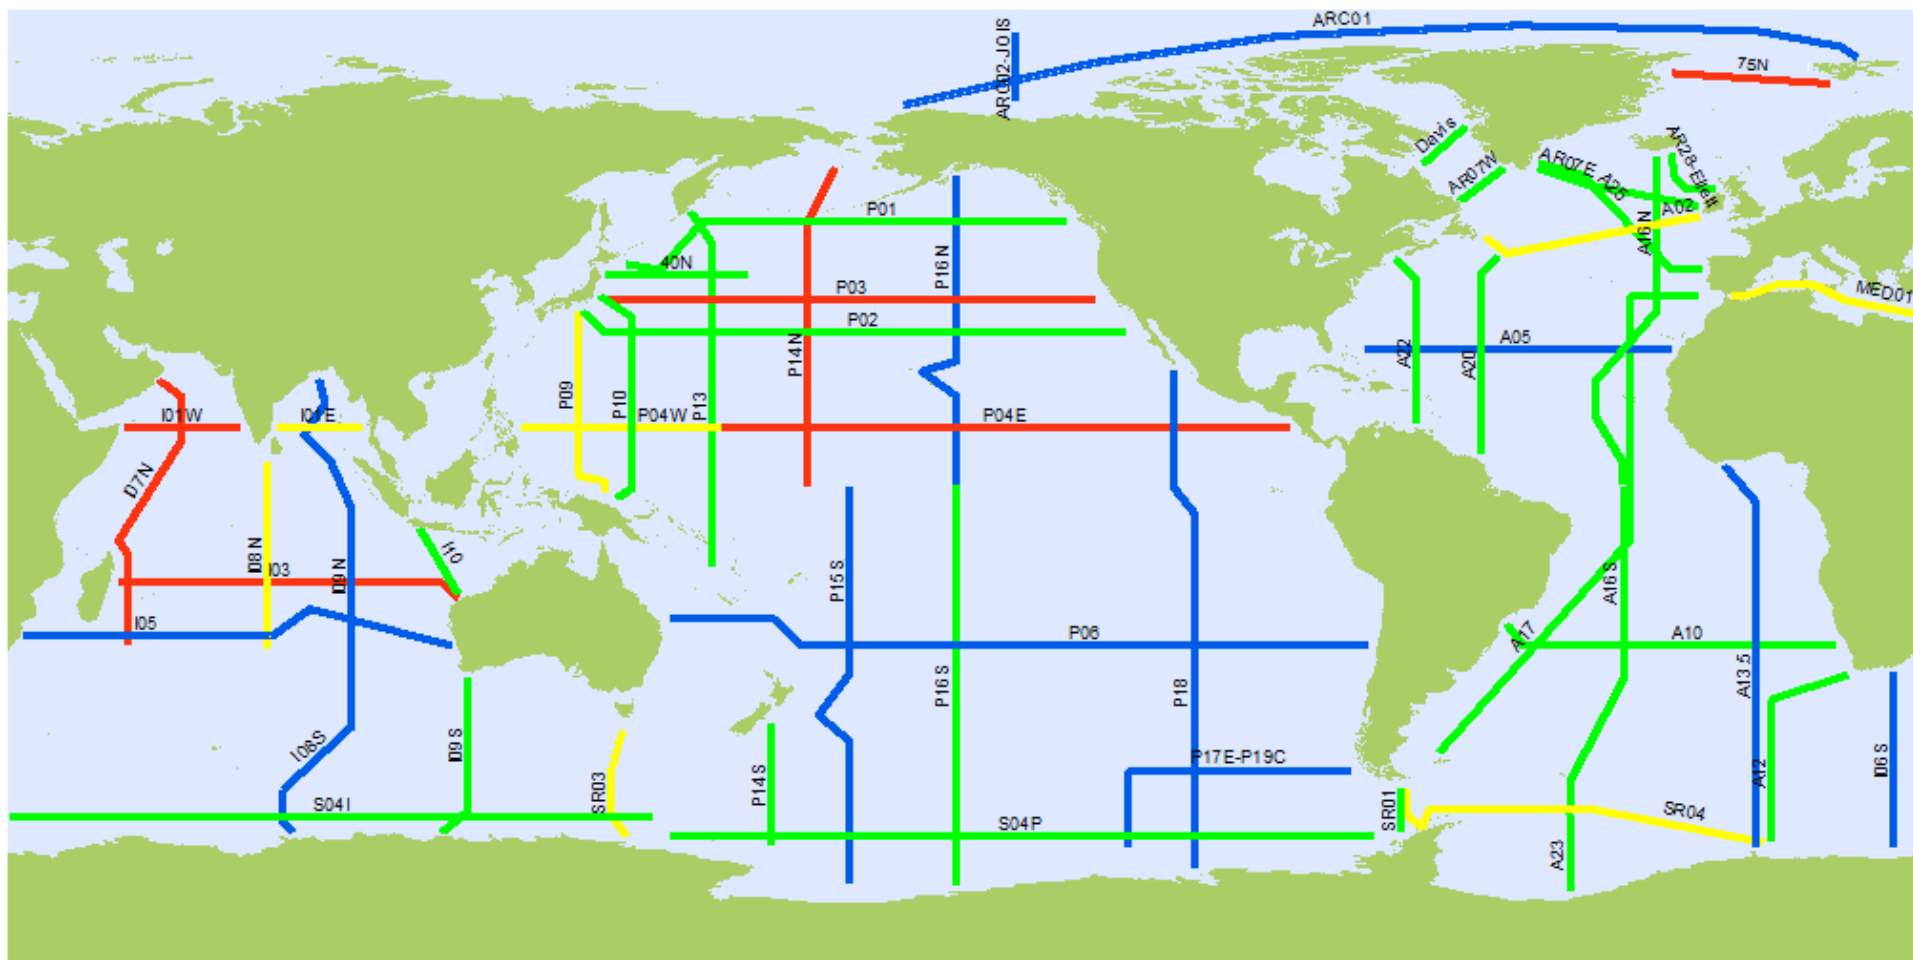 ARC01
ARC02-JOIS
75N
Davis
AR07W
AR07E
A25
AR28-Ellett
A02
A16N
P01
40N
P16N
P03
MED01
P02
P14N
A05
A22
A20
P09
P10
P13
P04W
P04E
I01W
I01E
I07N
I08N
I03
I09N
I10
P15S
A16S
I05
P06
A17
A10
A13.5
P16S
P18
I08S
I09S
SR03
P14S
P17E-P19C
SR01
SR04
A12
I06S
S04I
S04P
A23